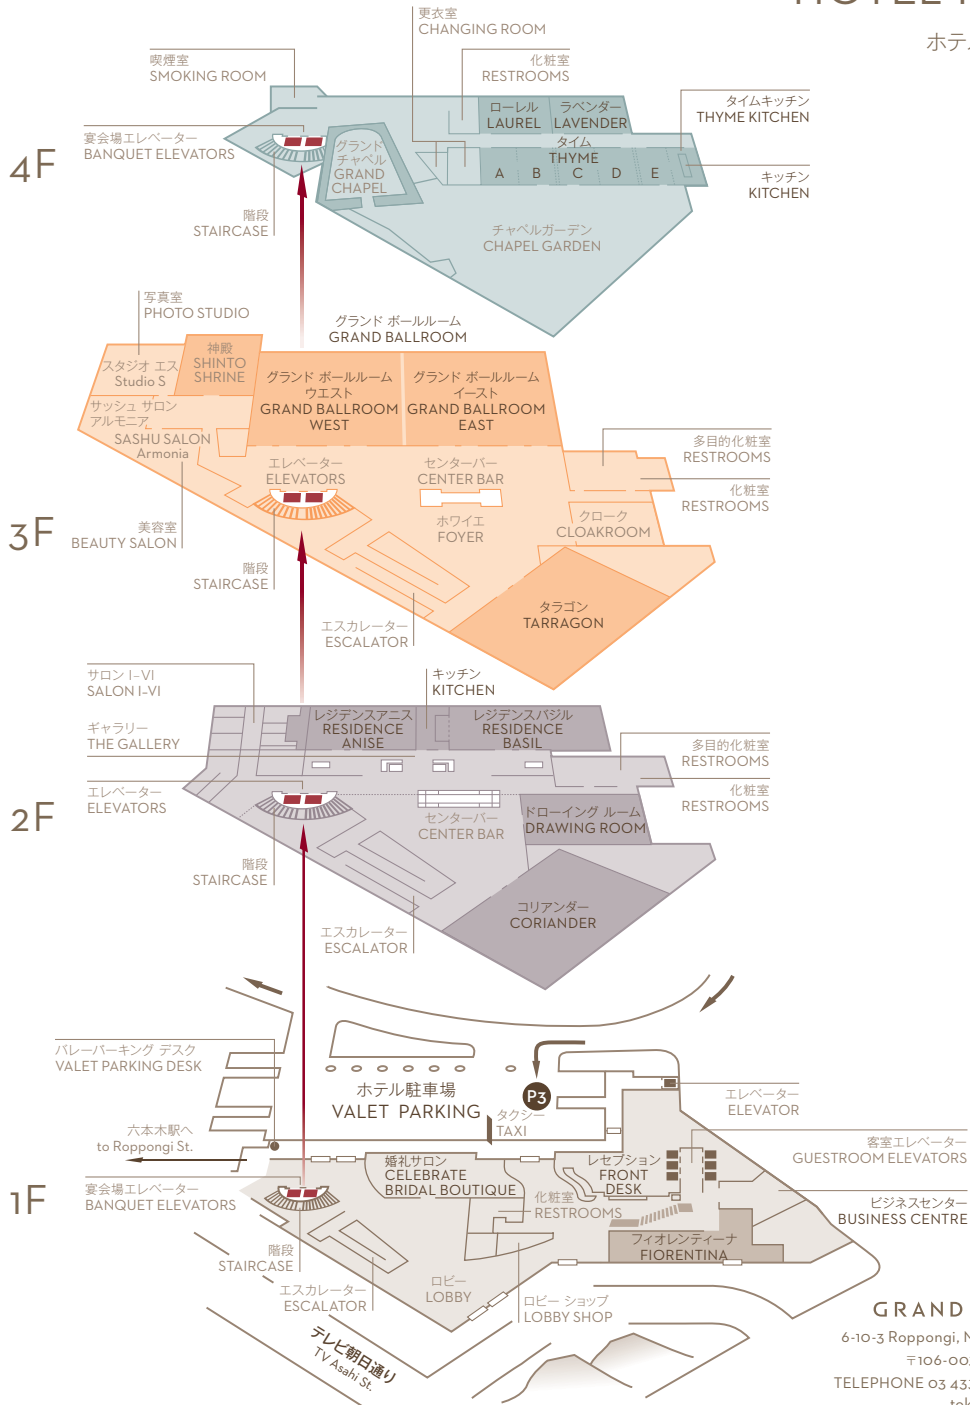 ホテ
更衣室
CHANGING ROOM
喫煙室
SMOKING ROOM
化粧室
RESTROOMS
タイムキッチン
THYME KITCHEN
ローレル
LAUREL
ラベンダー
LAVENDER
宴会場エレベーター
BANQUET ELEVATORS
4F
グランド
チャペル
GRAND
CHAPEL
タイム
THYME
A B C D E
キッチン
KITCHEN
階段
STAIRCASE
チャペルガーデン
CHAPEL GARDEN
写真室
PHOTO STUDIO
グランド ボールルーム
GRAND BALLROOM
スタジオ エス
Studio S
神殿
SHINTO
SHRINE
グランド ボールルーム
ウエスト
GRAND BALLROOM
WEST
グランド ボールルーム
イースト
GRAND BALLROOM
EAST
サッシュ サロン
アルモニア
SASHU SALON
Armonia
多目的化粧室
RESTROOMS
エレベーター
ELEVATORS
センターバー
CENTER BAR
化粧室
RESTROOMS
3F
美容室
BEAUTY SALON
ホワイエ
FOYER
クローク
CLOAKROOM
階段
STAIRCASE
エスカレーター
ESCALATOR
タラゴン
TARRAGON
サロン I-VI
SALON I-VI
キッチン
KITCHEN
ギャラリー
THE GALLERY
レジデンスアニス
RESIDENCE
ANISE
レジデンスバジル
RESIDENCE
BASIL
多目的化粧室
RESTROOMS
エレベーター
ELEVATORS
化粧室
RESTROOMS
2F
センターバー
CENTER BAR
ドローイング ルーム
DRAWING ROOM
階段
STAIRCASE
エスカレーター
ESCALATOR
コリアンダー
CORIANDER
バレーパーキング デスク
VALET PARKING DESK
ホテル駐車場
VALET PARKING
P3
タクシー
TAXI
エレベーター
ELEVATOR
六本木駅へ
to Roppongi St.
客室エレベーター
GUESTROOM ELEVATORS
婚礼サロン
CELEBRATE
BRIDAL BOUTIQUE
レセプション
FRONT
DESK
1F
宴会場エレベーター
BANQUET ELEVATORS
化粧室
RESTROOMS
ビジネスセンター
BUSINESS CENTRE
階段
STAIRCASE
フィオレンティーナ
FIORENTINA
エスカレーター
ESCALATOR
ロビー
LOBBY
ロビー ショップ
LOBBY SHOP
テレビ朝日通り
TV Asahi St.
GRAND
6-10-3 Roppongi,
〒106-00
TELEPHONE 03 43